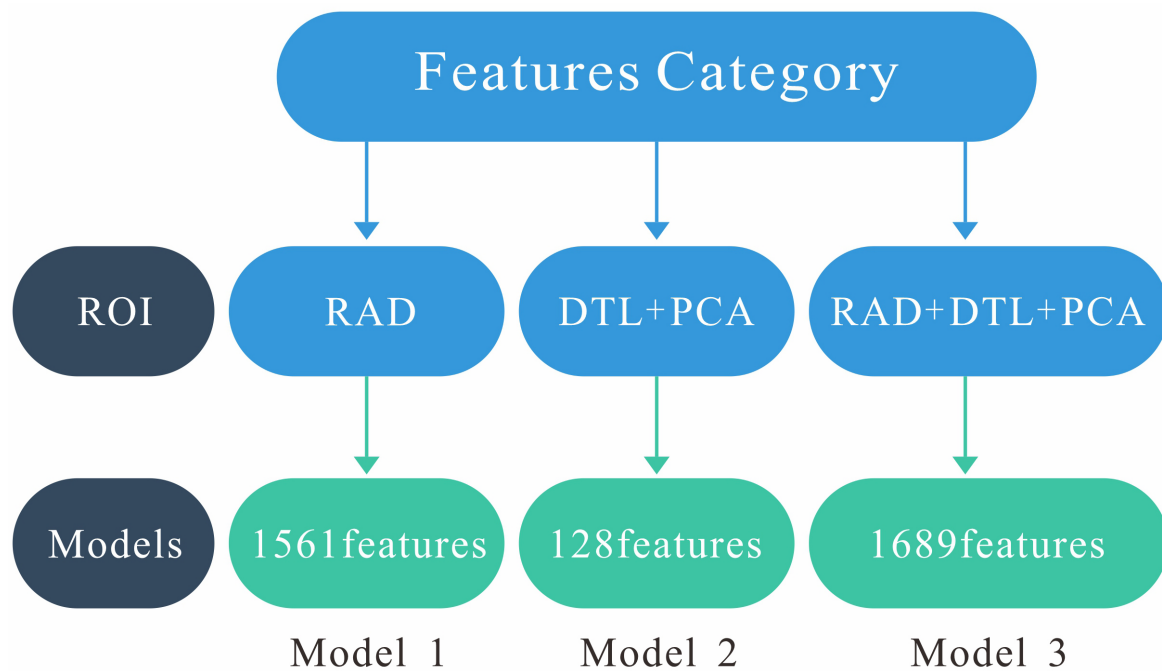 Features Category
ROI
RAD
DTL+PCA
RAD+DTL+PCA
Models
1561features
128features
1689features
Model 1
Model 2
Model 3